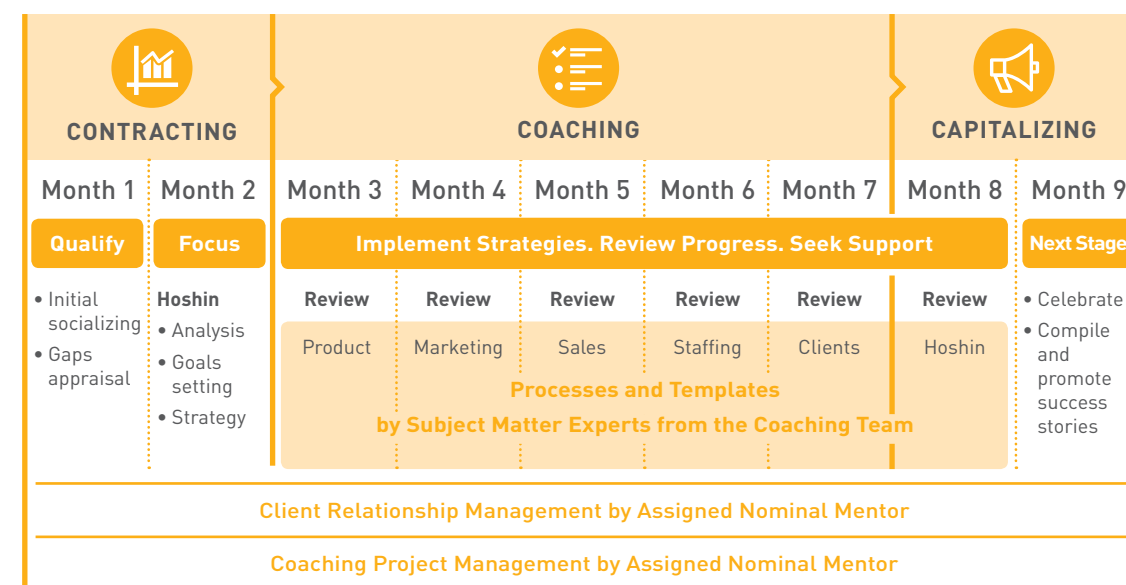 CONTRACTING
COACHING
CAPITALIZING
Month 1
Month 2
Month 3
Month 4
Month 5
Month 6
Month 7
Month 8
Month 9
Qualify
Focus
Implement Strategies. Review Progress. Seek Support
Next Stage
• Initial
socializing
• Gaps
appraisal
Hoshin
• Analysis
• Goals
setting
• Strategy
Review
Review
Review
Review
Review
Review
Product
Marketing
Sales
Staffing
Clients
Hoshin
Processes and Templates
by Subject Matter Experts from the Coaching Team
• Celebrate
• Compile
and
promote
success
stories
Client Relationship Management by Assigned Nominal Mentor
Coaching Project Management by Assigned Nominal Mentor